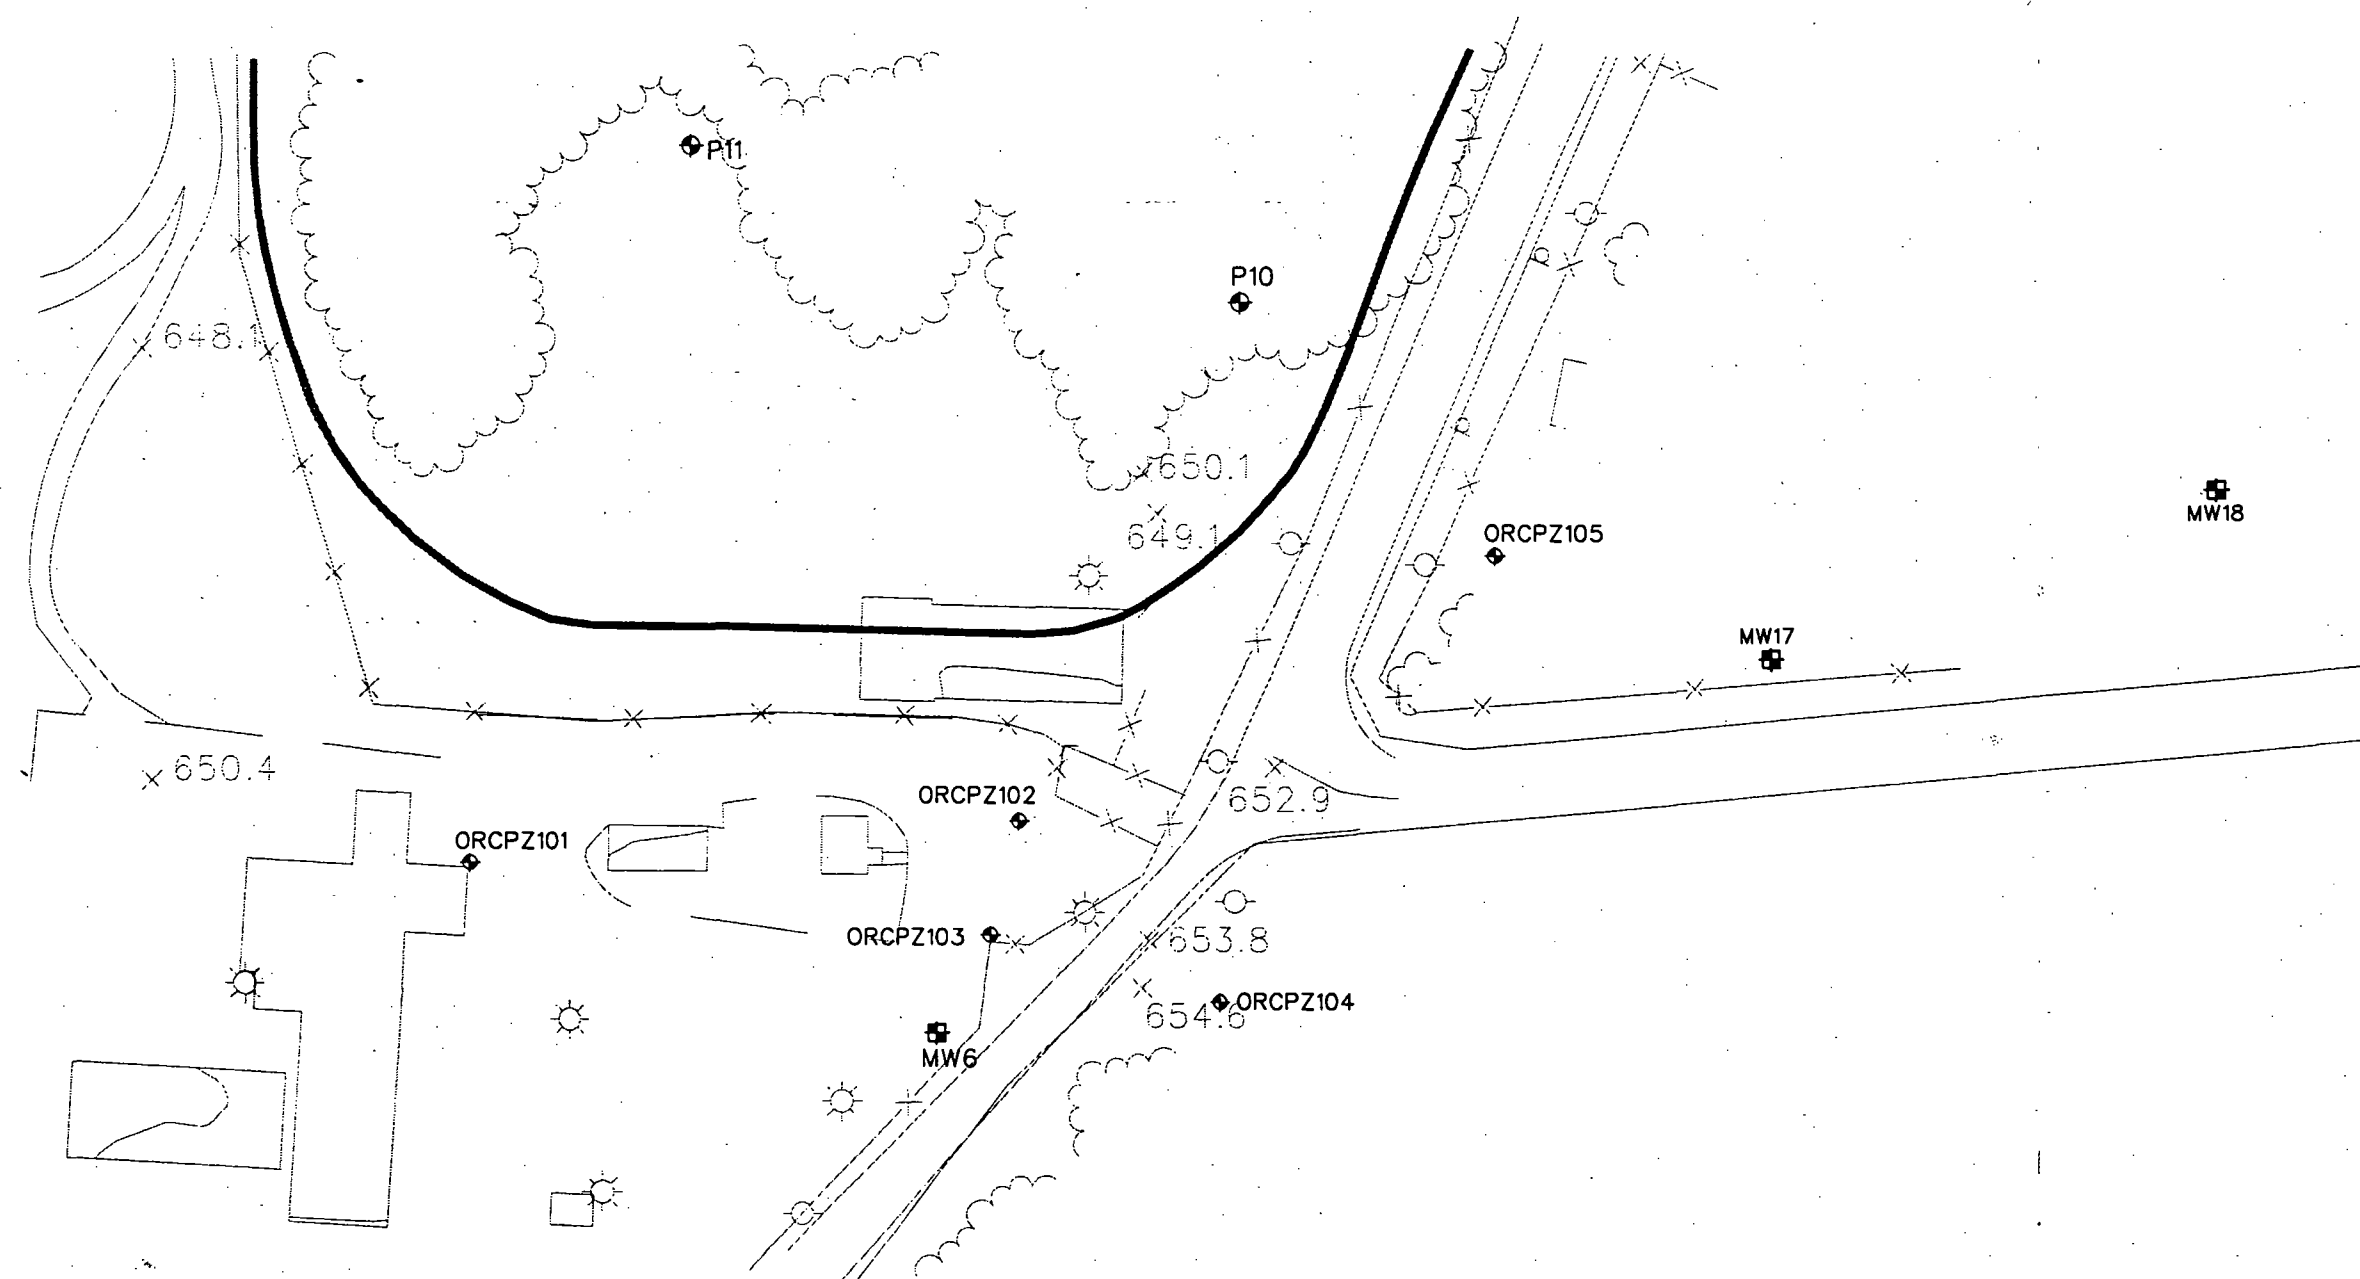 P11
P10
648.1
650.1
649.1
MW18
ORCPZ105
MW17
650.4
ORCPZ102
652.9
ORCPZ101
ORCPZ103
653.8
ORCPZ104
654.6
MW6